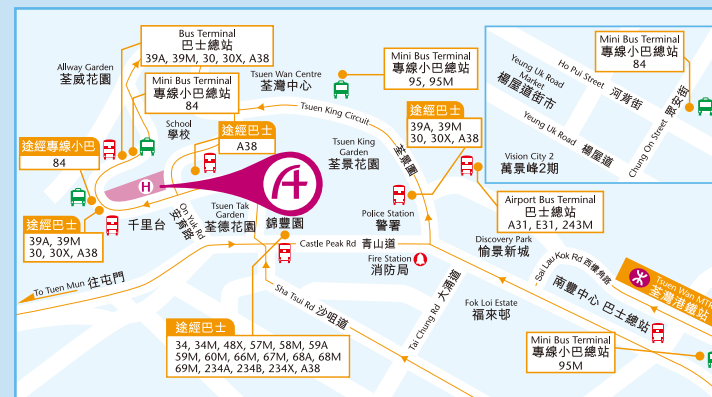 Bus Terminal
巴士總站
39A, 39M, 30, 30X, A38
Allway Garden
荃威花園
Mini Bus Terminal
專線小巴總站
84
School
學校
途經巴士
A38
途經專線小巴
84
途經巴士
39A, 39M
30, 30X, A38
千里台
On Yuk Rd
安育路
H
Tsuen Tak
Garden
荃德花園
錦豐園
Tsuen Wan Centre
荃灣中心
Mini Bus Terminal
專線小巴總站
95, 95M
Tsuen King Circuit
荃景圍
Tsuen King
Garden
荃景花園
途經巴士
39A, 39M
30, 30X, A38
Police Station
警署
Castle Peak Rd 青山道
Fire Station
消防局
To Tuen Mun 往屯門
Sha Tsui Rd 沙咀道
途經巴士
34, 34M, 48X, 57M, 58M, 59A
59M, 60M, 66M, 67M, 68A, 68M
69M, 234A, 234B, 234X, A38
Tai Chung Rd 大涌道
Fok Loi Estate
福來邨
Discovery Park
愉景新城
Airport Bus Terminal
巴士總站
A31, E31, 243M
Sai Lau Kok Rd 西樓角路
南豐中心 巴士總站
Tsuen Wan MTR
荃灣港鐵站
Mini Bus Terminal
專線小巴總站
95M
Yeung Uk Road
Market
楊屋道街市
Ho Pui Street 河背街
Yeung Uk Road 楊屋道
Vision City 2
萬景峰2期
Chung On Street 眾安街
Mini Bus Terminal
專線小巴總站
84